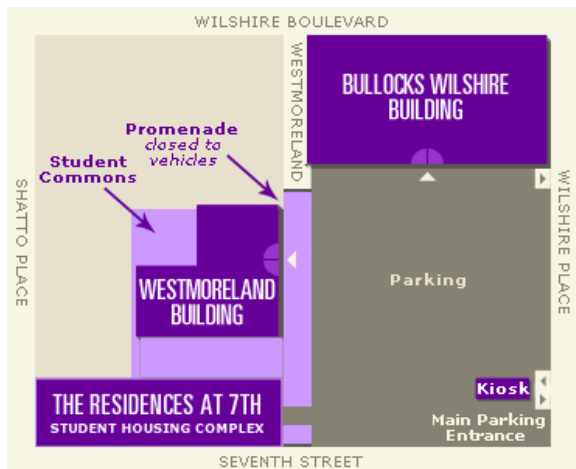 WILSHIRE BOULEVARD
WESTMORELAND
BULLOCKS WILSHIRE
BUILDING
Promenade
closed to
vehicles
Student
Commons
SHATTO PLACE
WILSHIRE PLACE
WESTMORELAND
BUILDING
Parking
Kiosk
THE RESIDENCES AT 7TH
STUDENT HOUSING COMPLEX
Main Parking
Entrance
SEVENTH STREET